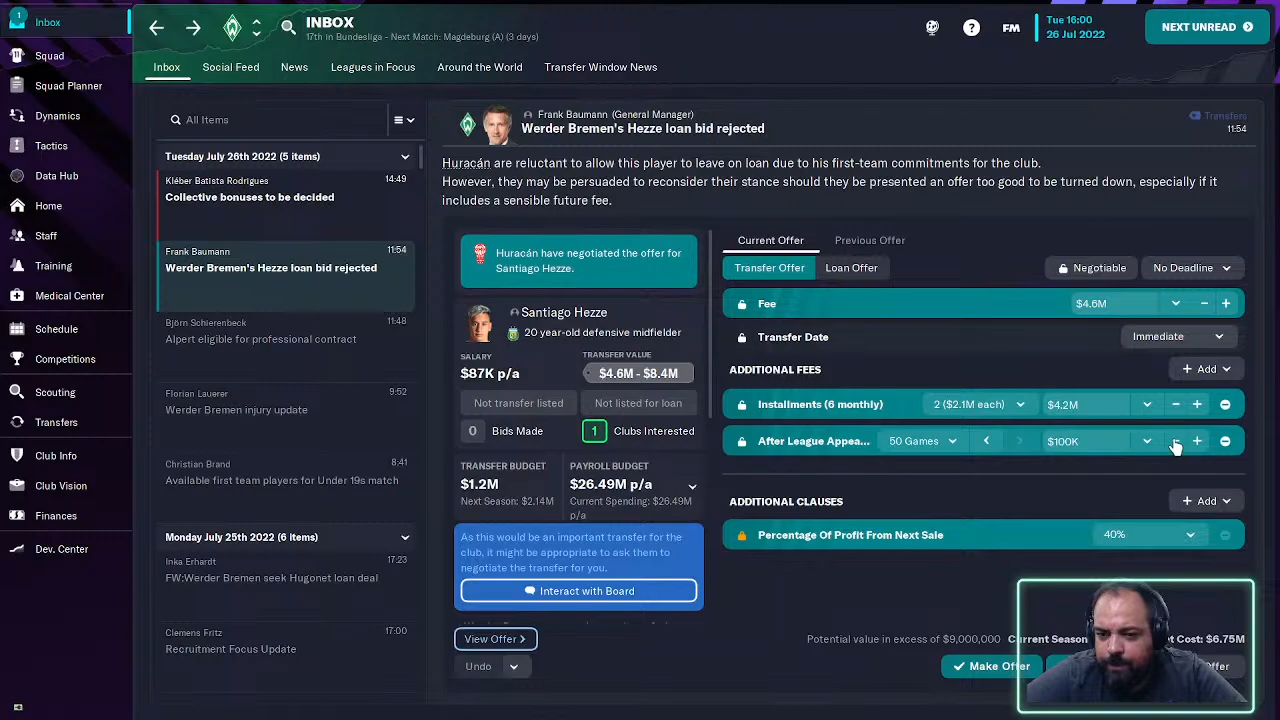 1
Inbox
INBOX
17th in Bundesliga - Next Match: Magdeburg (A) (3 days)
FM
Tue 16:00
26 Jul 2022
NEXT UNREAD
Squad
Squad Planner
Dynamics
Tactics
Data Hub
Home
Staff
Training
Medical Center
Schedule
Competitions
Scouting
Transfers
Club Info
Club Vision
Finances
Dev. Center
Inbox
Social Feed
News
Leagues in Focus
Around the World
Transfer Window News
All Items
Tuesday July 26th 2022 (5 items)
Kléber Batista Rodrigues 14:49
Collective bonuses to be decided
Frank Baumann 11:54
Werder Bremen's Hezze loan bid rejected
Björn Schierenbeck 11:48
Alpert eligible for professional contract
Florian Lauerer 9:52
Werder Bremen injury update
Christian Brand 8:41
Available first team players for Under 19s match
Monday July 25th 2022 (6 items)
Inka Erhardt 17:23
FW:Werder Bremen seek Hugonet loan deal
Clemens Fritz 17:00
Recruitment Focus Update
Frank Baumann (General Manager)
Werder Bremen's Hezze loan bid rejected
Transfers
11:54
Huracán are reluctant to allow this player to leave on loan due to his first-team commitments for the club.
However, they may be persuaded to reconsider their stance should they be presented an offer too good to be turned down, especially if it
includes a sensible future fee.
Huracán have negotiated the offer for
Santiago Hezze.
Santiago Hezze
20 year-old defensive midfielder
SALARY
$87K p/a
TRANSFER VALUE
$4.6M - $8.4M
Not transfer listed
Not listed for loan
0 Bids Made
1 Clubs Interested
TRANSFER BUDGET
$1.2M
Next Season: $2.14M
PAYROLL BUDGET
$26.49M p/a
Current Spending: $26.49M
p/a
As this would be an important transfer for the
club, it might be appropriate to ask them to
negotiate the transfer for you.
Interact with Board
View Offer >
Undo
Current Offer
Previous Offer
Transfer Offer
Loan Offer
Negotiable
No Deadline
Fee $4.6M
Transfer Date Immediate
ADDITIONAL FEES + Add
Installments (6 monthly) 2 ($2.1M each) $4.2M
After League Appea... 50 Games $100K
ADDITIONAL CLAUSES + Add
Percentage Of Profit From Next Sale 40%
Potential value in excess of $9,000,000 Current Seaso
t Cost: $6.75M
Make Offer
Offer